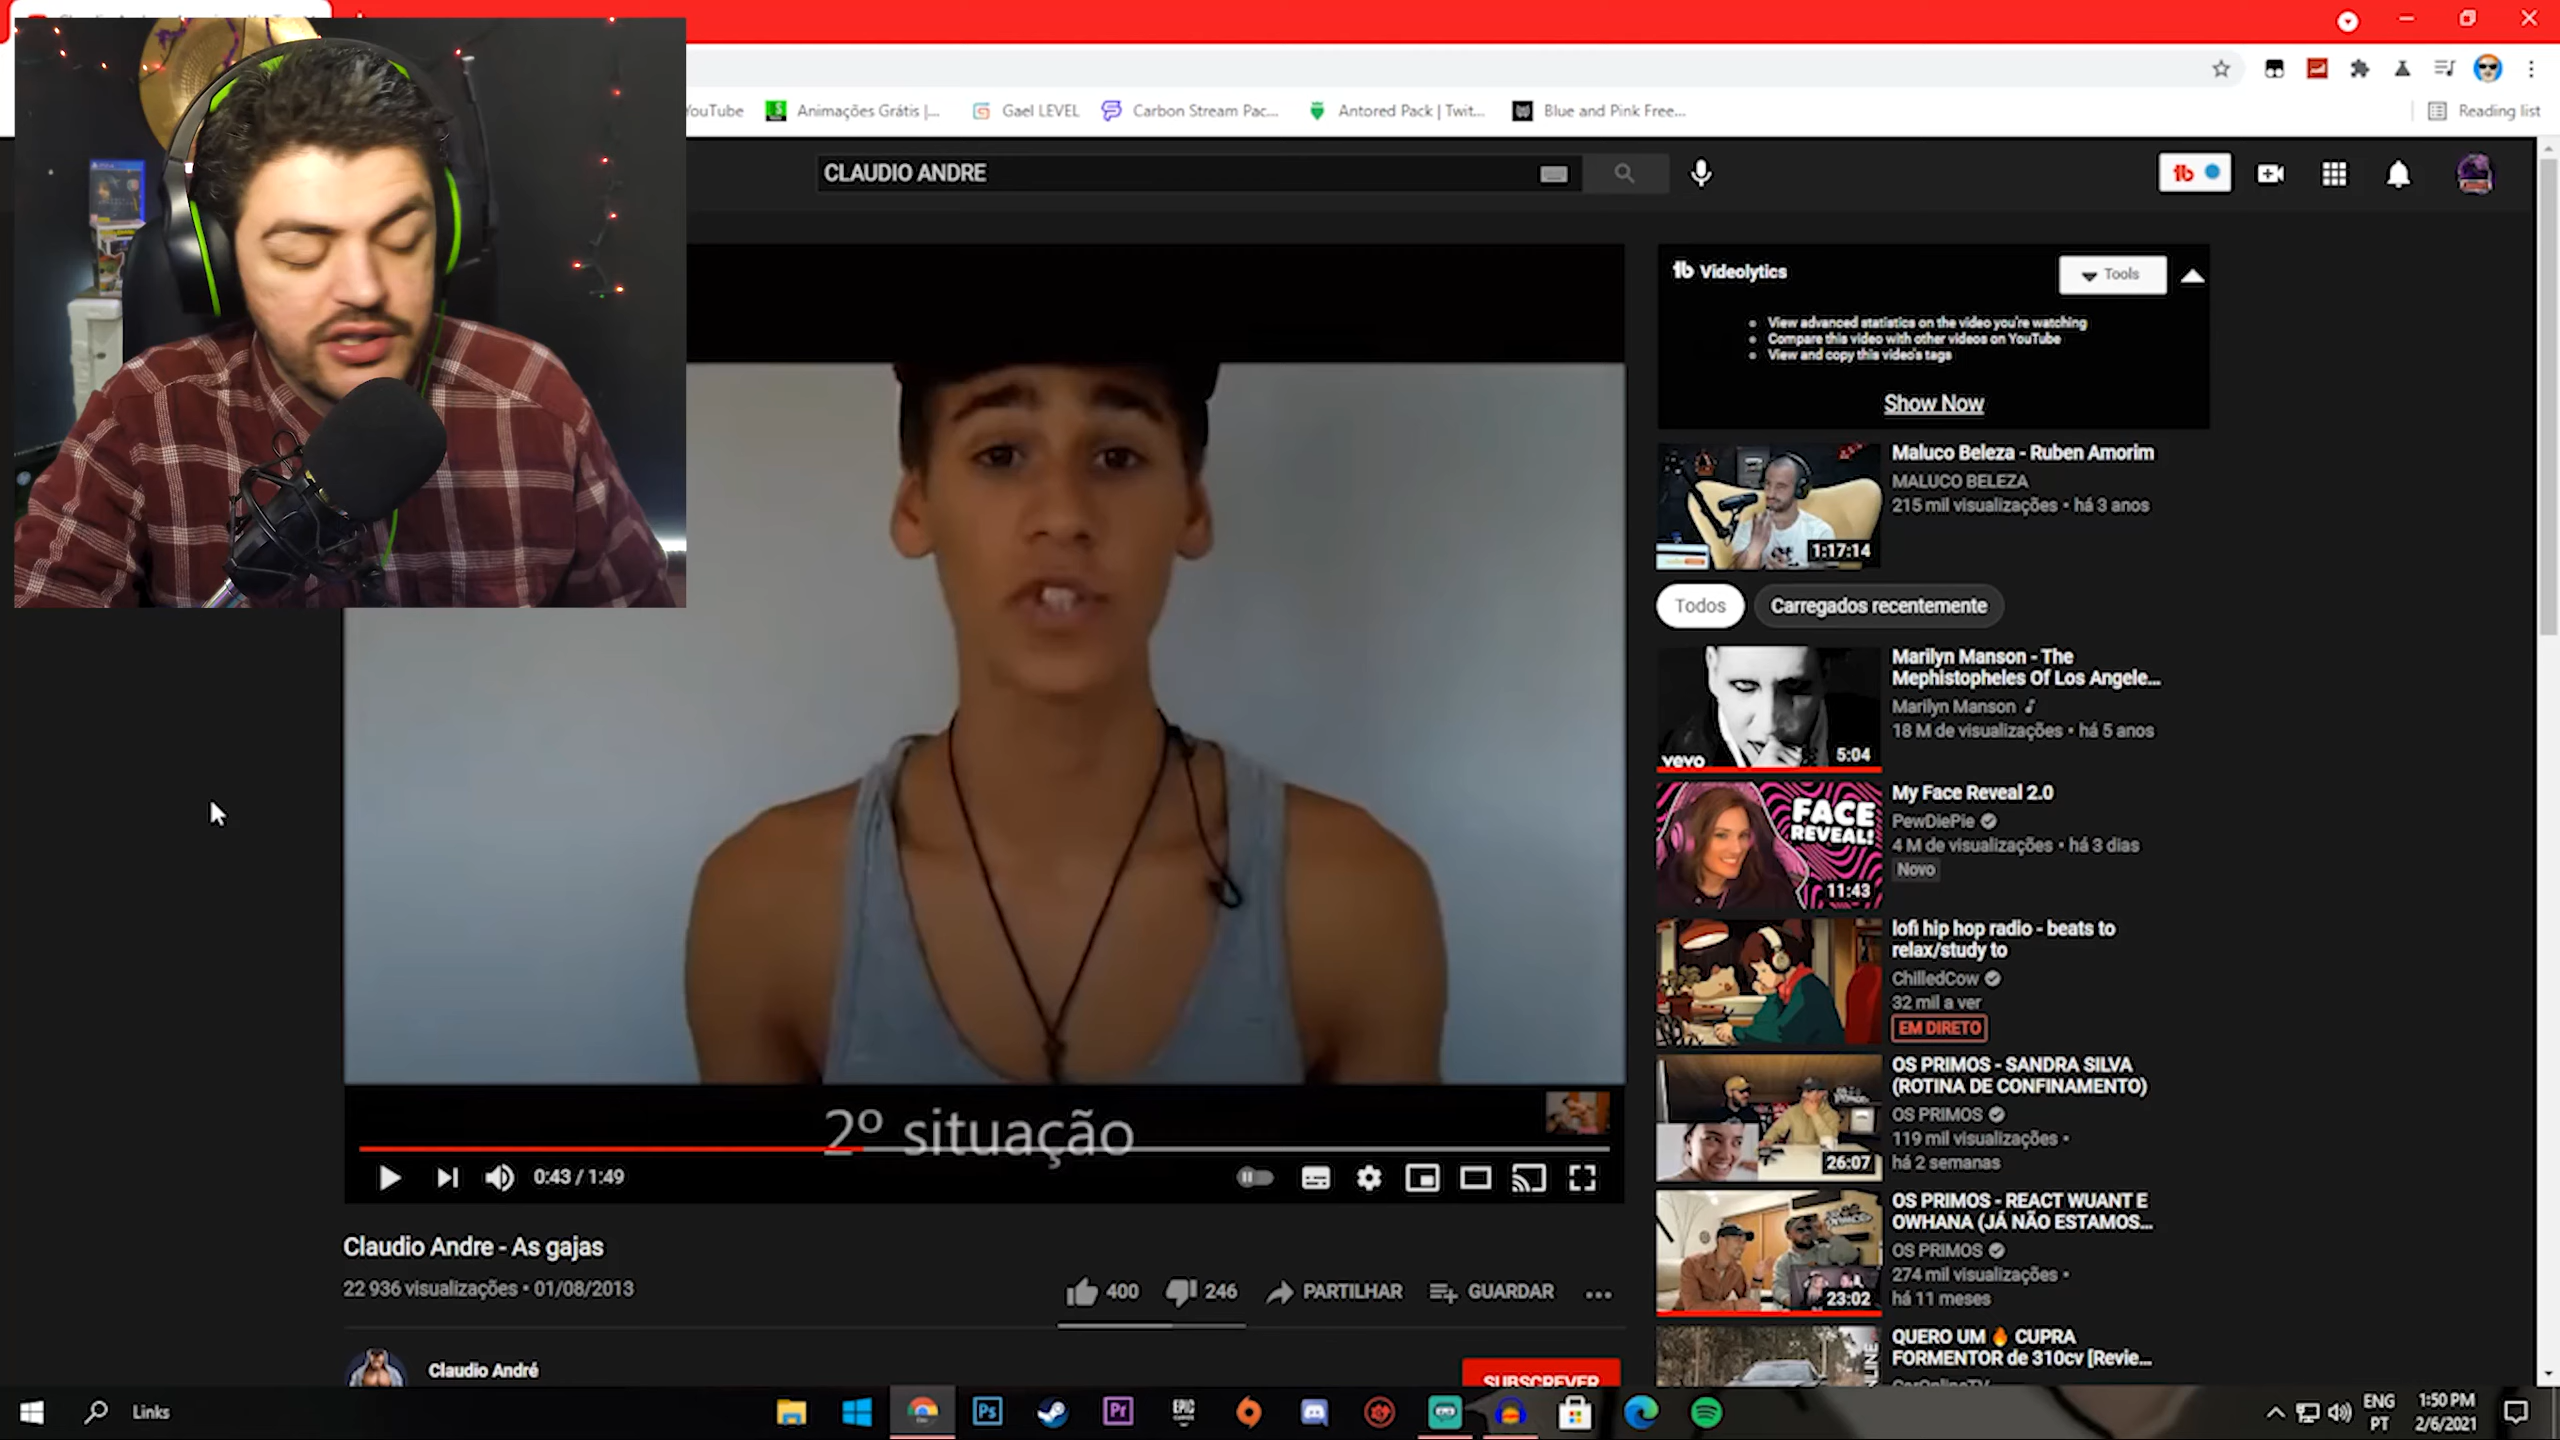 YouTube
Animações Grátis |...
Gael LEVEL
Carbon Stream Pac...
Antored Pack | Twit...
Blue and Pink Free...
Reading list
CLAUDIO ANDRE
Videolytics
Tools
View advanced statistics on the video you're watching
Compare this video with other videos on YouTube
View and copy this video's tags
Show Now
Maluco Beleza - Ruben Amorim
MALUCO BELEZA
215 mil visualizações • há 3 anos
1:17:14
Todos
Carregados recentemente
Marilyn Manson - The
Mephistopheles Of Los Angele...
Marilyn Manson
18 M de visualizações • há 5 anos
vevo
5:04
My Face Reveal 2.0
PewDiePie
4 M de visualizações • há 3 dias
Novo
FACE
REVEAL!
11:43
lofi hip hop radio - beats to
relax/study to
ChilledCow
32 mil a ver
EM DIRETO
OS PRIMOS - SANDRA SILVA
(ROTINA DE CONFINAMENTO)
OS PRIMOS
119 mil visualizações •
há 2 semanas
26:07
OS PRIMOS - REACT WUANT E
OWHANA (JÁ NÃO ESTAMOS...
OS PRIMOS
274 mil visualizações •
há 11 meses
23:02
QUERO UM 🔥 CUPRA
FORMENTOR de 310cv [Revie...
2º situação
0:43 / 1:49
Claudio Andre - As gajas
22 936 visualizações • 01/08/2013
400
246
PARTILHAR
GUARDAR
Claudio André
SUBSCREVER
Links
Ps
Pr
EPIC
GAMES
ENG
PT
1:50 PM
2/6/2021